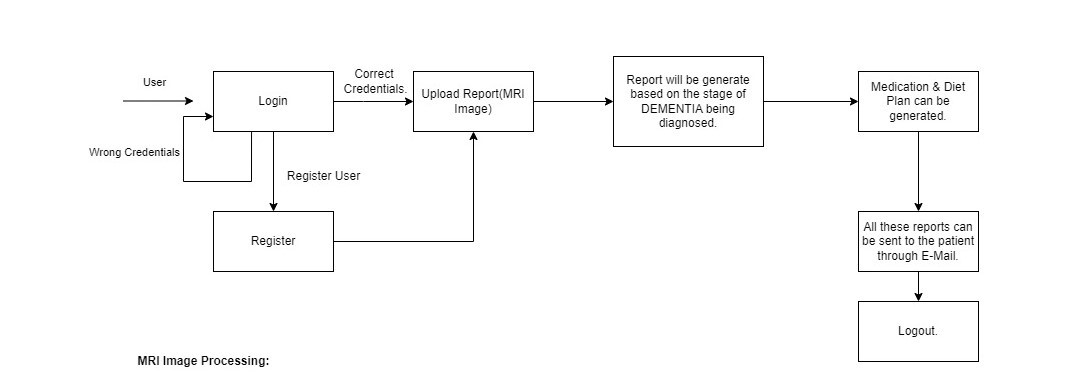 User
Login
Correct
Credentials.
Upload Report(MRI
Image)
Report will be generate
based on the stage of
DEMENTIA being
diagnosed.
Medication & Diet
Plan can be
generated.
Wrong Credentials
Register User
Register
All these reports can
be sent to the patient
through E-Mail.
Logout.
MRI Image Processing: